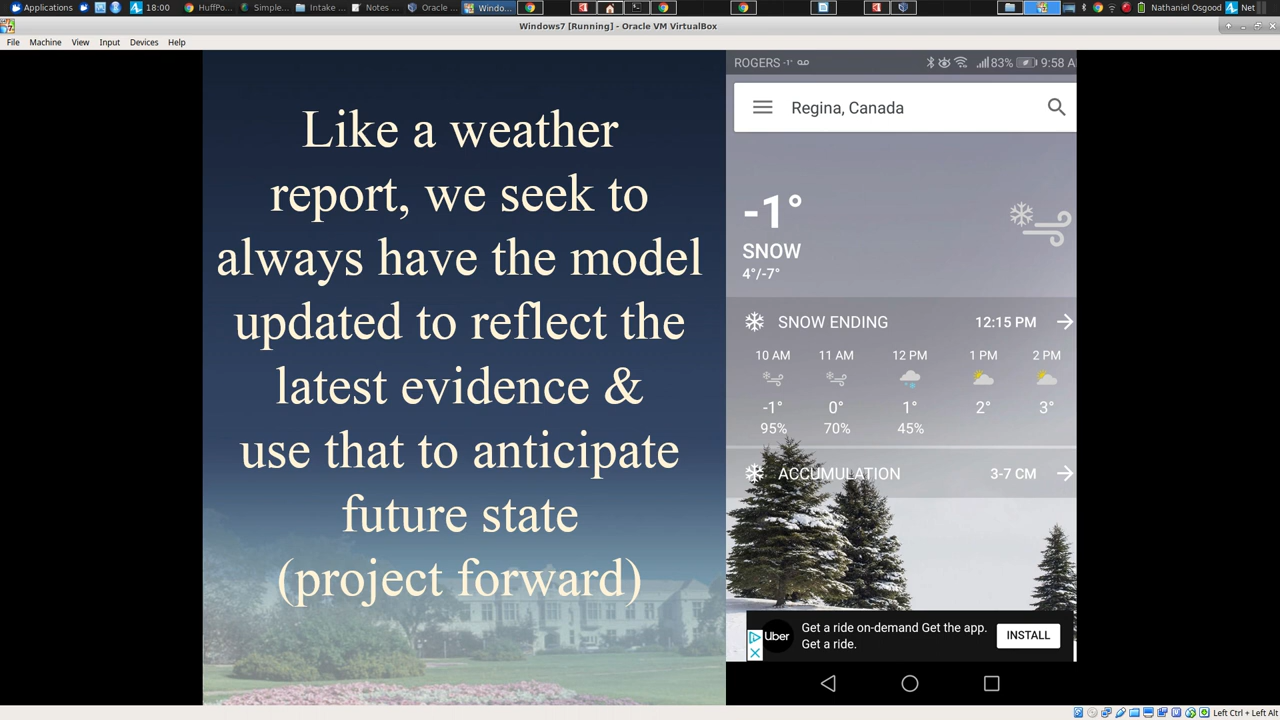 Applications
18:00
HuffPo...
Simple...
Intake ...
Notes ...
Oracle ...
Windo...
Nathaniel Osgood
Net
Windows7 [Running] - Oracle VM VirtualBox
File Machine View Input Devices Help
Like a weather
report, we seek to
always have the model
updated to reflect the
latest evidence &
use that to anticipate
future state
(project forward)
ROGERS -1° 83% 9:58 A
Regina, Canada
-1°
SNOW
4°/-7°
SNOW ENDING 12:15 PM
10 AM 11 AM 12 PM 1 PM 2 PM
-1° 0° 1° 2° 3°
95% 70% 45%
ACCUMULATION 3-7 CM
Uber
Get a ride on-demand Get the app.
Get a ride.
INSTALL
Left Ctrl + Left Alt